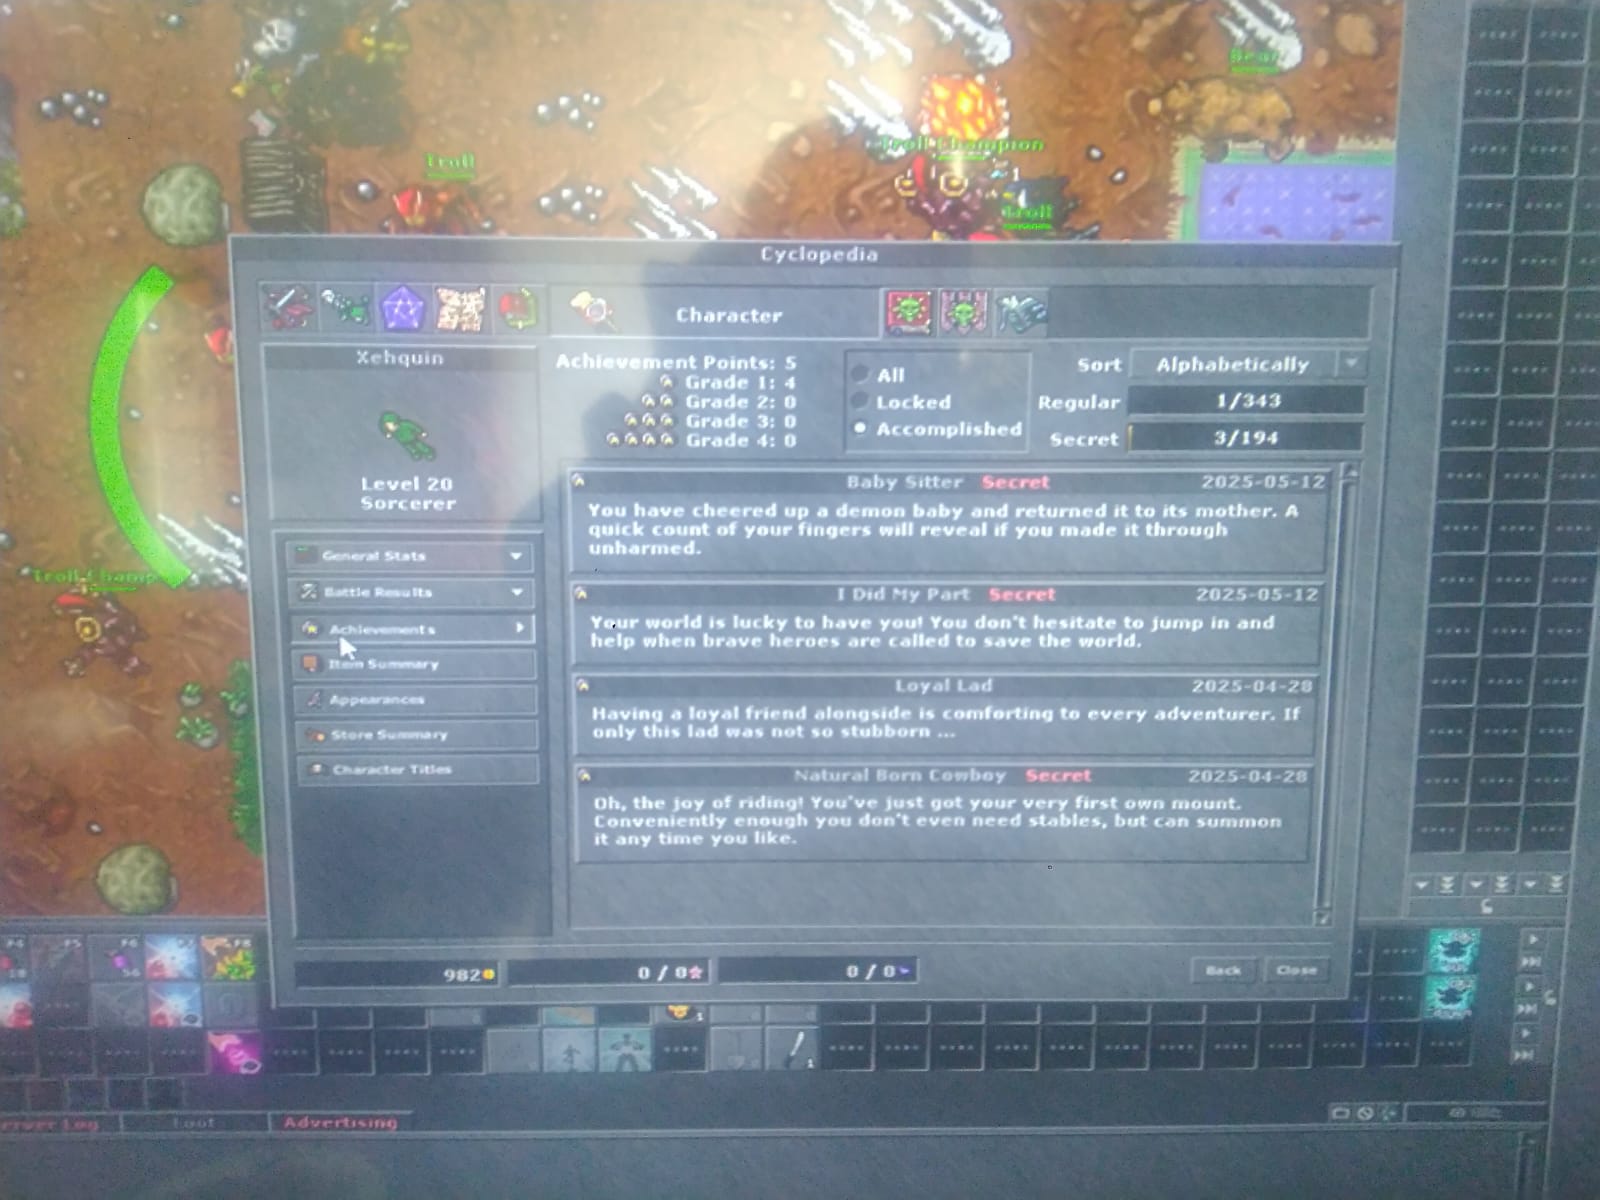 Bear
Troll
Troll Champion
Troll
Cyclopedia
Character
Xehquin
Level 20
Sorcerer
Achievement Points: 5
Grade 1: 4
Grade 2: 0
Grade 3: 0
Grade 4: 0
All
Locked
Accomplished
Sort Alphabetically
Regular 1/343
Secret 3/194
General Stats
Battle Results
Achievements
Item Summary
Appearances
Store Summary
Character Titles
Troll Champ
Baby Sitter Secret 2025-05-12
You have cheered up a demon baby and returned it to its mother. A
quick count of your fingers will reveal if you made it through
unharmed.
I Did My Part Secret 2025-05-12
Your world is lucky to have you! You don't hesitate to jump in and
help when brave heroes are called to save the world.
Loyal Lad 2025-04-28
Having a loyal friend alongside is comforting to every adventurer. If
only this lad was not so stubborn ...
Natural Born Cowboy Secret 2025-04-28
Oh, the joy of riding! You've just got your very first own mount.
Conveniently enough you don't even need stables, but can summon
it any time you like.
982
0 / 0
0 / 0
Back
Close
Server Log
Loot
Advertising